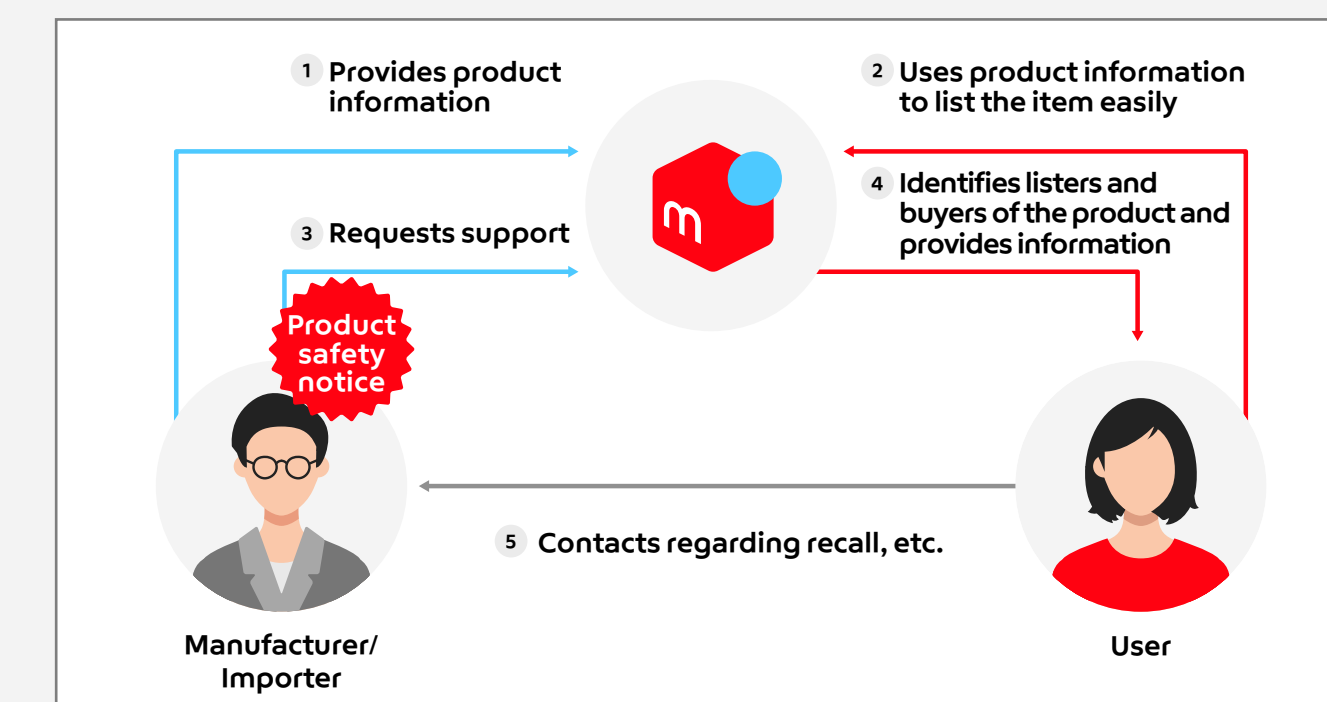 1 Provides product
information
2 Uses product information
to list the item easily
m
3 Requests support
4 Identifies listers and
buyers of the product and
provides information
Product
safety
notice
5 Contacts regarding recall, etc.
Manufacturer/
Importer
User